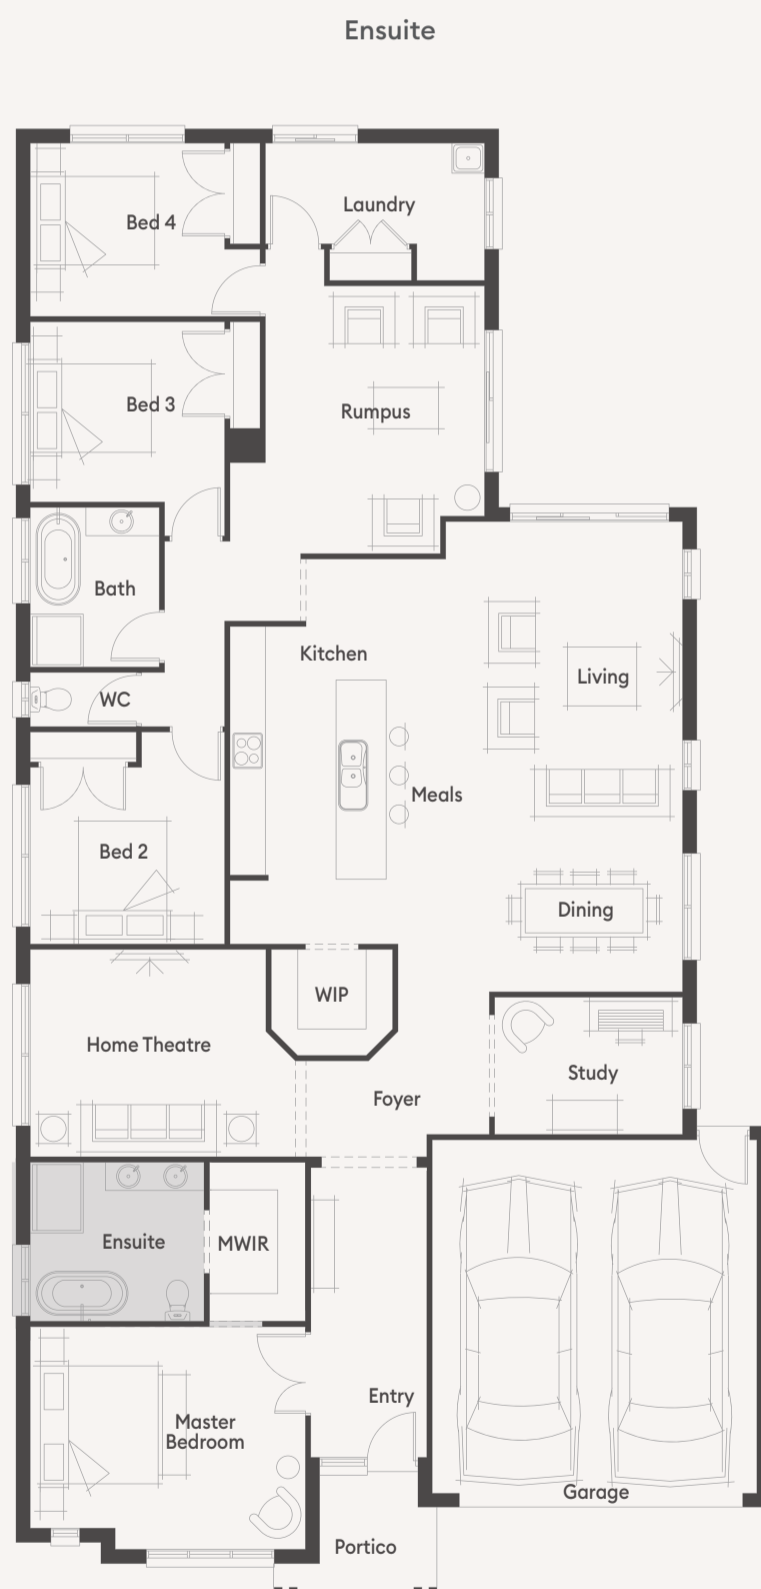 Ensuite
Laundry
Bed 4
Bed 3
Rumpus
Bath
Kitchen
Living
WC
Meals
Bed 2
Dining
WIP
Home Theatre
Study
Foyer
Ensuite
MWIR
Entry
Master
Bedroom
Garage
Portico